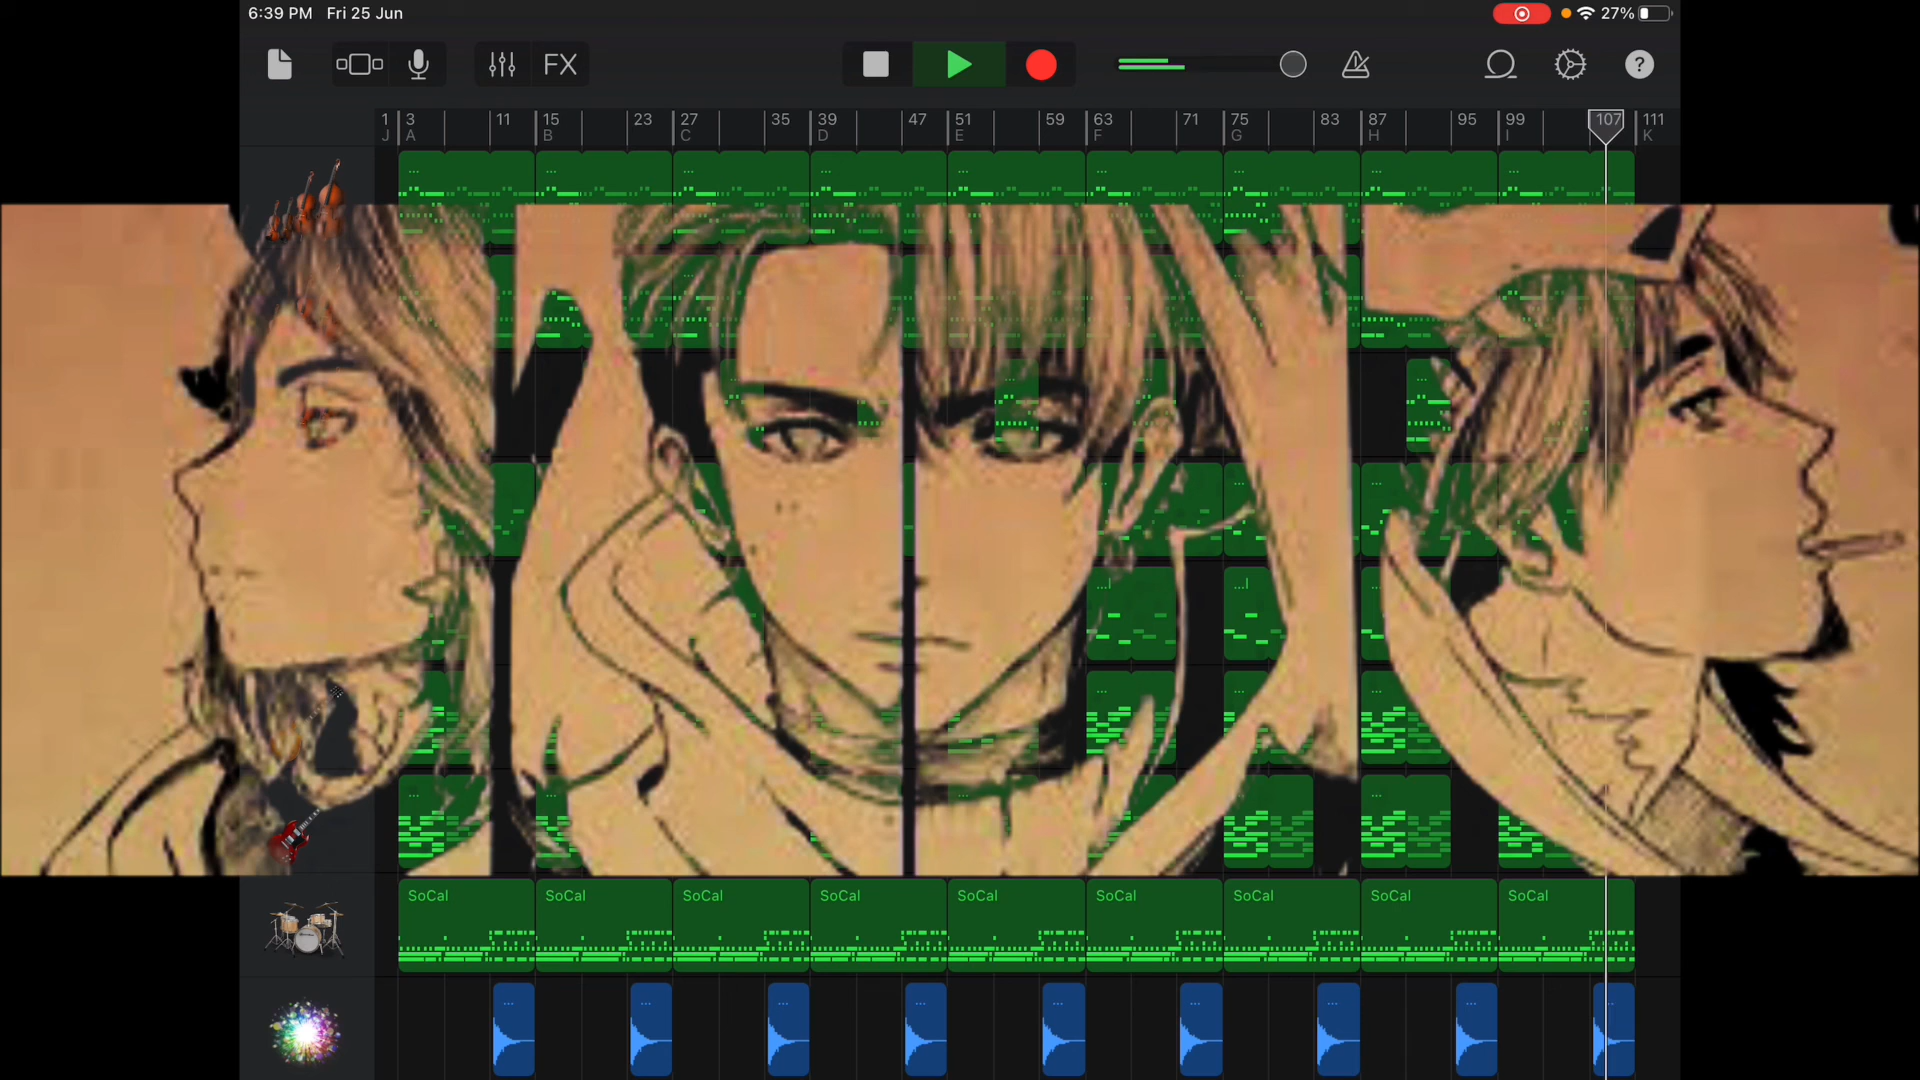 6:39 PM Fri 25 Jun 27%
FX ?
1 3 11 15 23 27 35 39 47 51 59 63 71 75 83 87 95 99 107 111
J A B C D E F G H I K
SoCal SoCal SoCal SoCal SoCal SoCal SoCal SoCal SoCal